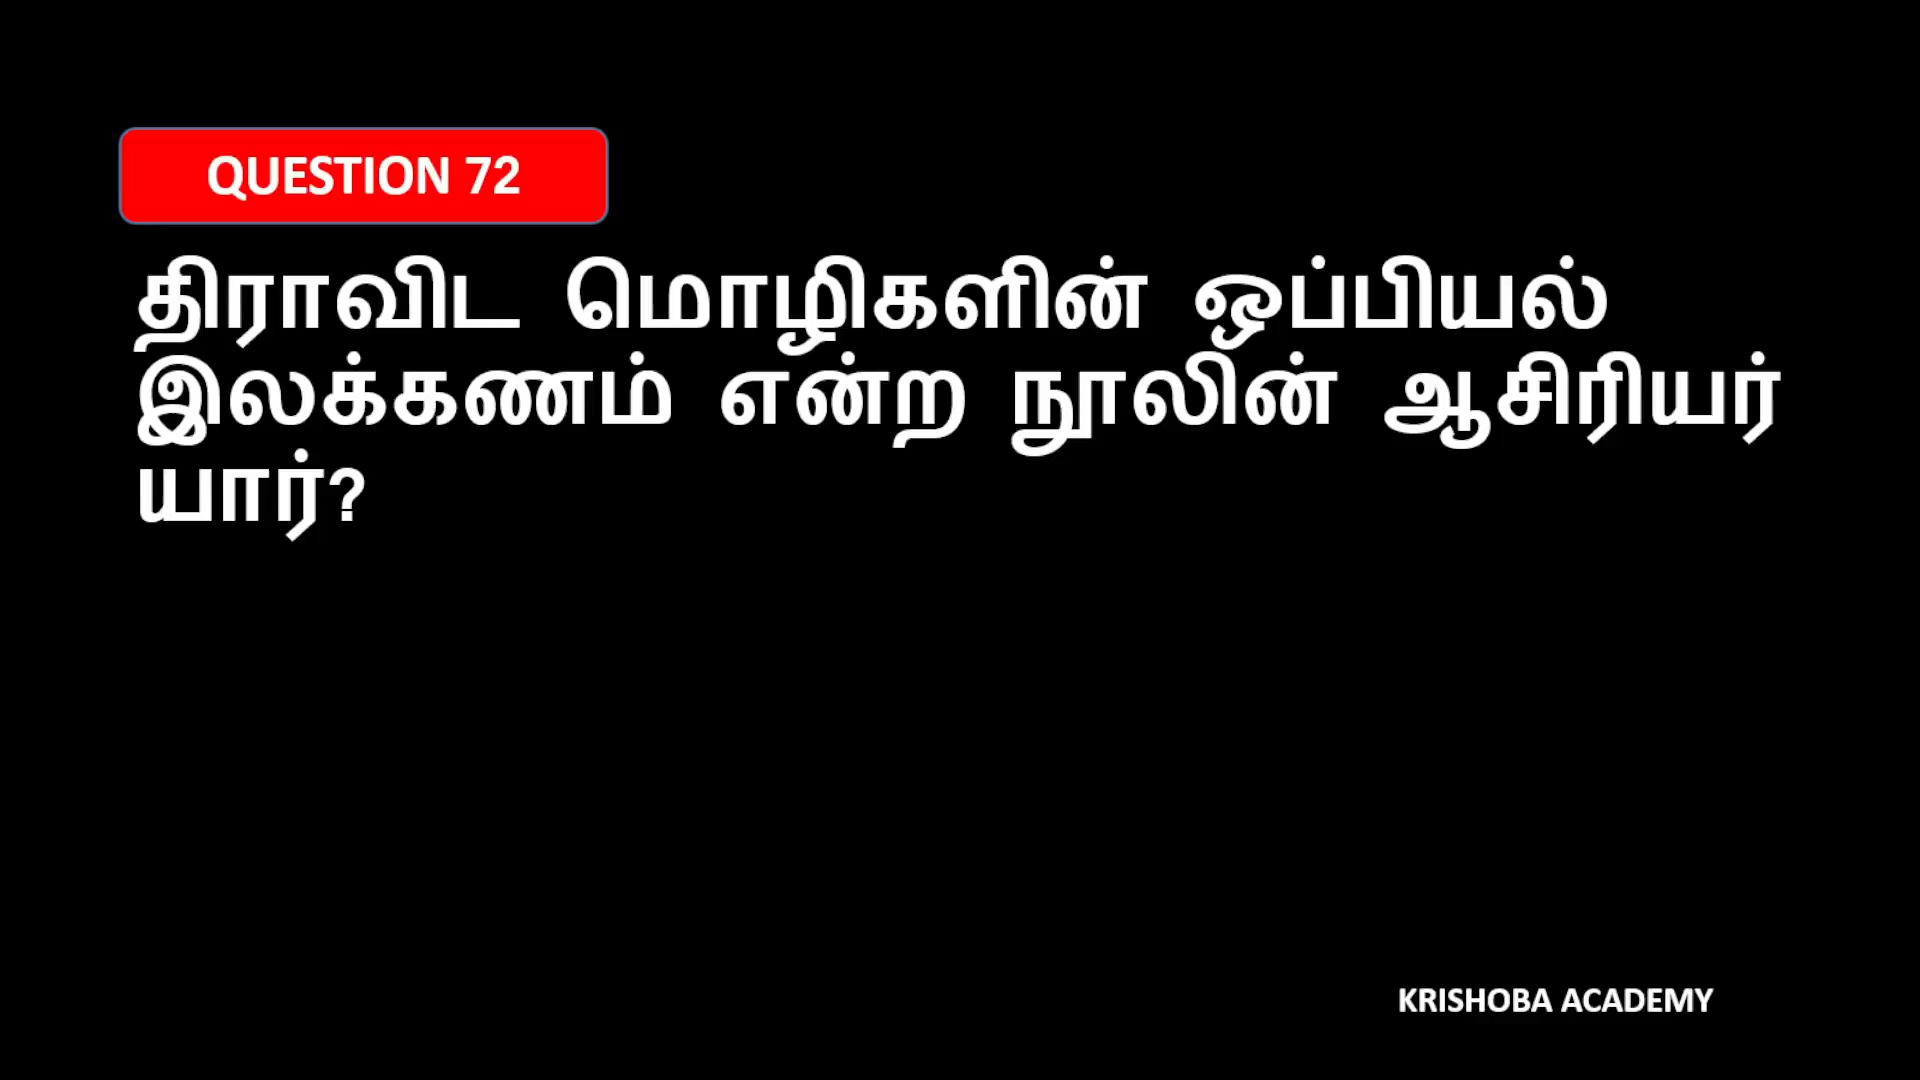 QUESTION 72
திராவிட மொழிகளின் ஒப்பியல்
இலக்கணம் என்ற நூலின் ஆசிரியர்
யார்?
KRISHOBA ACADEMY